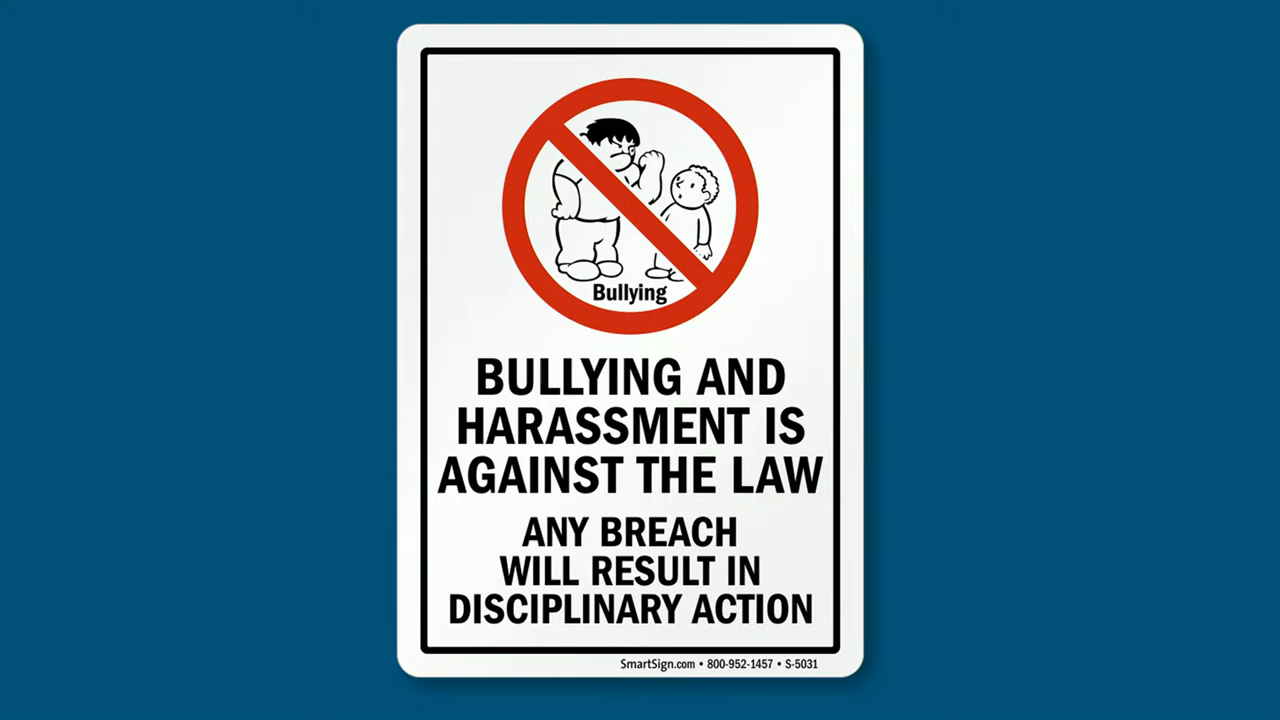 Bullying
BULLYING AND
HARASSMENT IS
AGAINST THE LAW
ANY BREACH
WILL RESULT IN
DISCIPLINARY ACTION
SmartSign.com • 800-952-1457 • S-5031